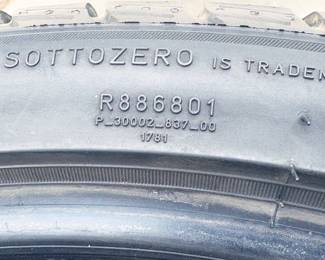 SOTTOZERO IS TRADEM
R886801
P_30002_837_00
1781